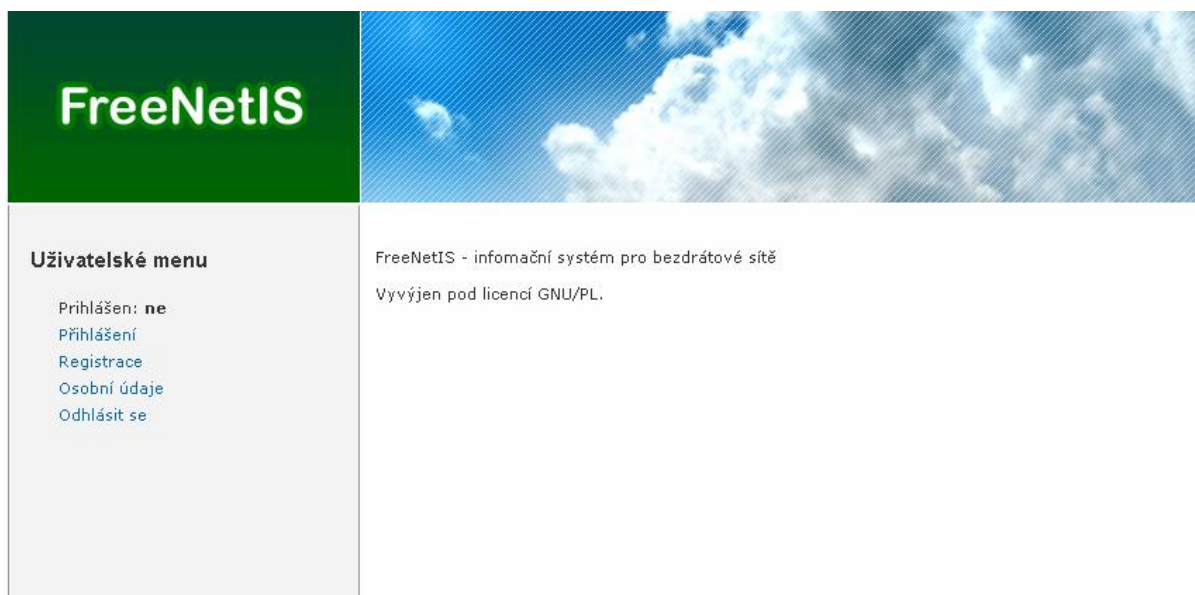 FreeNetIS
Uživatelské menu
Prihlášen: ne
Přihlášení
Registrace
Osobní údaje
Odhlásit se
FreeNetIS - infomační systém pro bezdrátové sítě
Vyvýjen pod licencí GNU/PL.